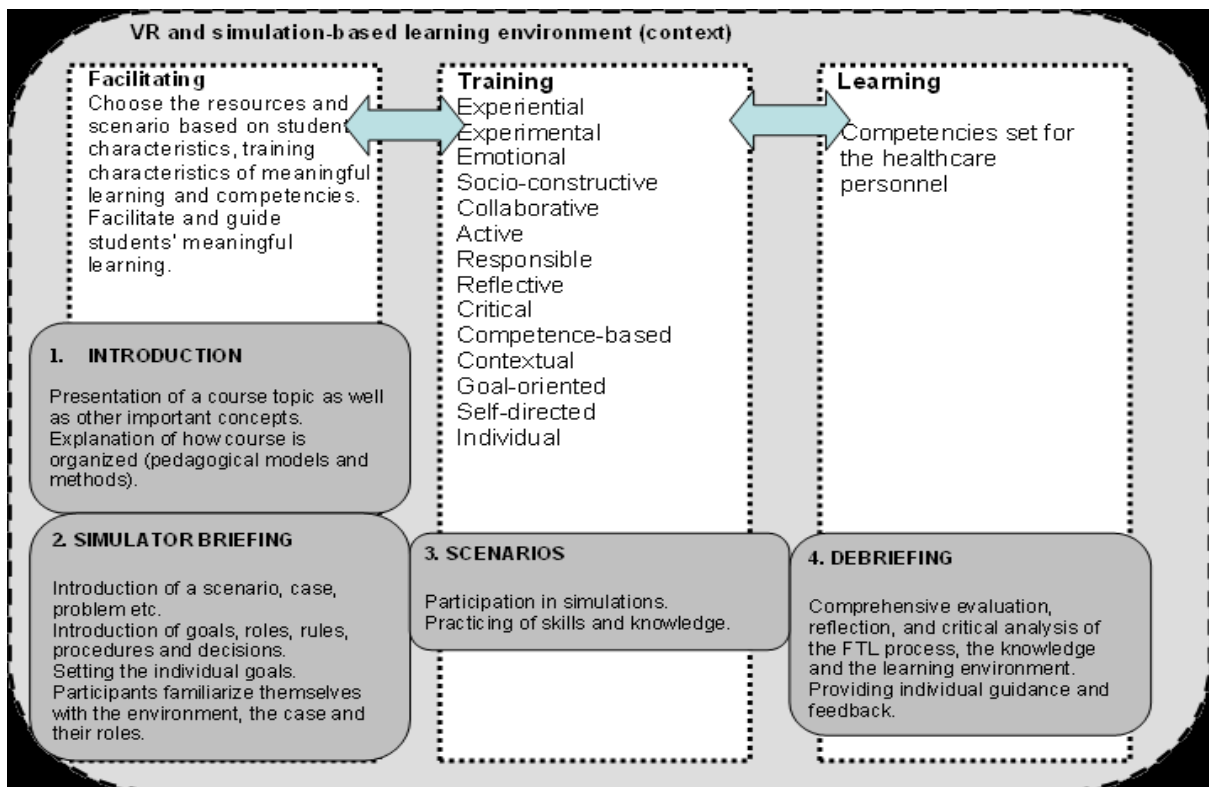 VR and simulation-based learning environment (context)
Facilitating
Choose the resources and
scenario based on student
characteristics, training
characteristics of meaningful
learning and competencies.
Facilitate and guide
students' meaningful
learning.
Training
Experiential
Experimental
Emotional
Socio-constructive
Collaborative
Active
Responsible
Reflective
Critical
Competence-based
Contextual
Goal-oriented
Self-directed
Individual
Learning
Competencies set for
the healthcare
personnel
1. INTRODUCTION
Presentation of a course topic as well
as other important concepts.
Explanation of how course is
organized (pedagogical models and
methods).
2. SIMULATOR BRIEFING
Introduction of a scenario, case,
problem etc.
Introduction of goals, roles, rules,
procedures and decisions.
Setting the individual goals.
Participants familiarize themselves
with the environment, the case and
their roles.
3. SCENARIOS
Participation in simulations.
Practicing of skills and knowledge.
4. DEBRIEFING
Comprehensive evaluation,
reflection, and critical analysis of
the FTL process, the knowledge
and the learning environment.
Providing individual guidance and
feedback.